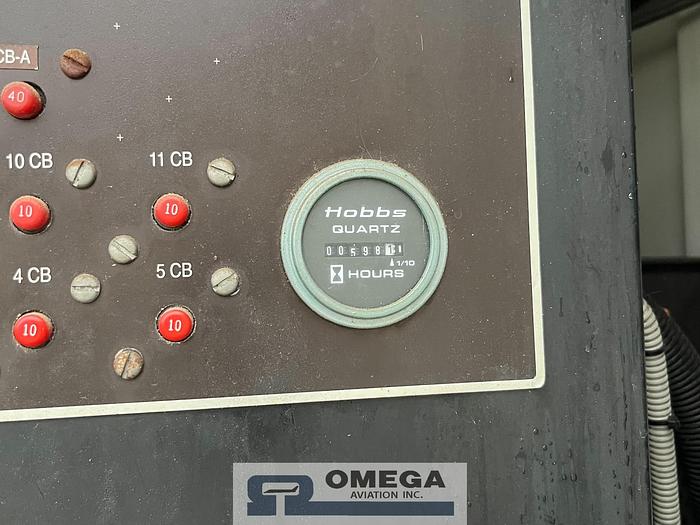 CB-A
40
10 CB
11 CB
10
10
Hobbs
QUARTZ
005981
1/10
HOURS
4 CB
5 CB
10
10
OMEGA
AVIATION INC.